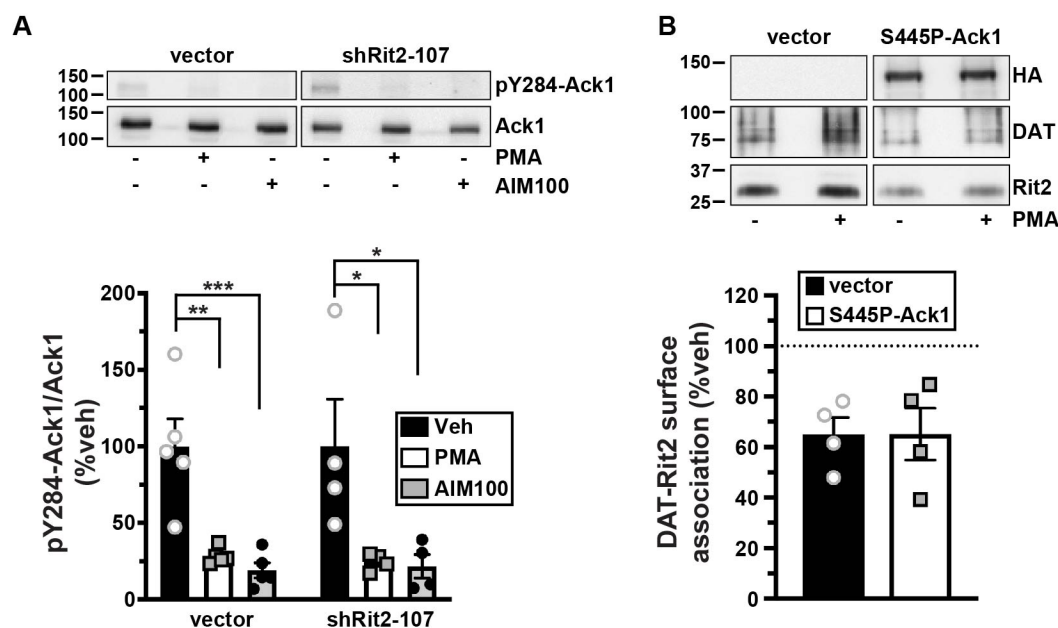 A
vector
shRit2-107
150
100
pY284-Ack1
150
100
Ack1
- + - - + - PMA
- - + - - + AIM100
pY284-Ack1/Ack1
(%veh)
200
150
100
50
25
0
***
**
*
*
Veh
PMA
AIM100
vector
shRit2-107
B
vector
S445P-Ack1
150
HA
100
75
DAT
37
25
Rit2
- + - + PMA
DAT-Rit2 surface
association (%veh)
120
100
80
60
40
20
0
vector
S445P-Ack1